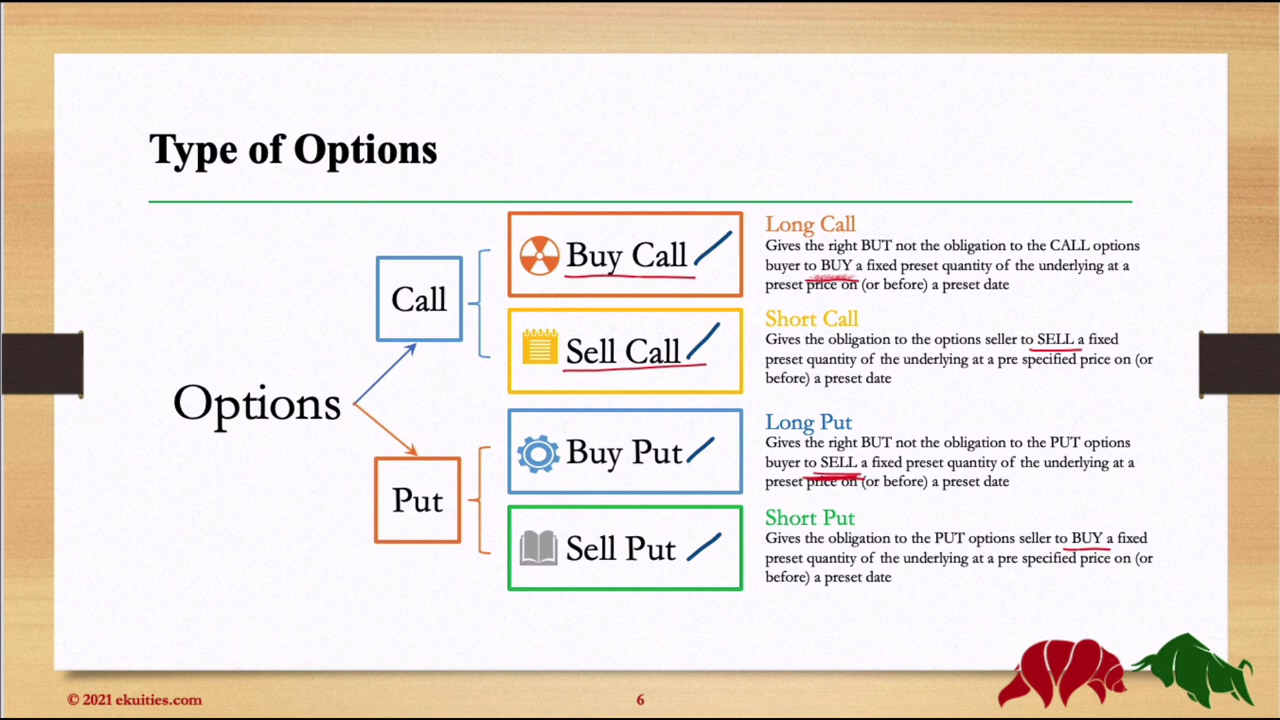 Type of Options
Options
Call
Put
Buy Call
Sell Call
Buy Put
Sell Put
Long Call
Gives the right BUT not the obligation to the CALL options
buyer to BUY a fixed preset quantity of the underlying at a
preset price on (or before) a preset date
Short Call
Gives the obligation to the options seller to SELL a fixed
preset quantity of the underlying at a pre specified price on (or
before) a preset date
Long Put
Gives the right BUT not the obligation to the PUT options
buyer to SELL a fixed preset quantity of the underlying at a
preset price on (or before) a preset date
Short Put
Gives the obligation to the PUT options seller to BUY a fixed
preset quantity of the underlying at a pre specified price on (or
before) a preset date
© 2021 ekuities.com
6